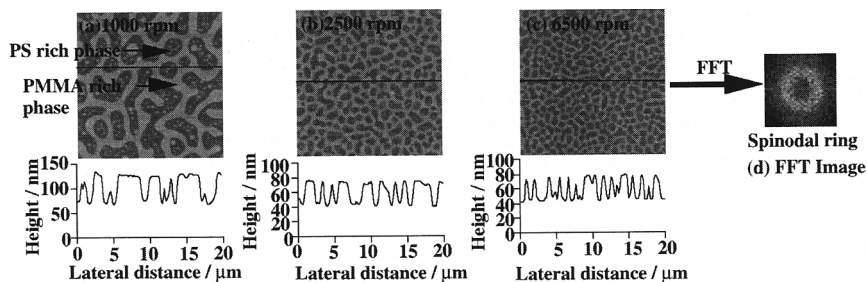 (a)1000 rpm
PS rich phase
PMMA rich
phase
(b) 2500 rpm
(c) 6500 rpm
FFT
Spinodal ring
(d) FFT Image
Height / nm
150
100
50
0
0 5 10 15 20
Lateral distance / μm
Height / nm
100
80
60
40
20
0
0 5 10 15 20
Lateral distance / μm
Height / nm
100
80
60
40
20
0
0 5 10 15 20
Lateral distance / μm